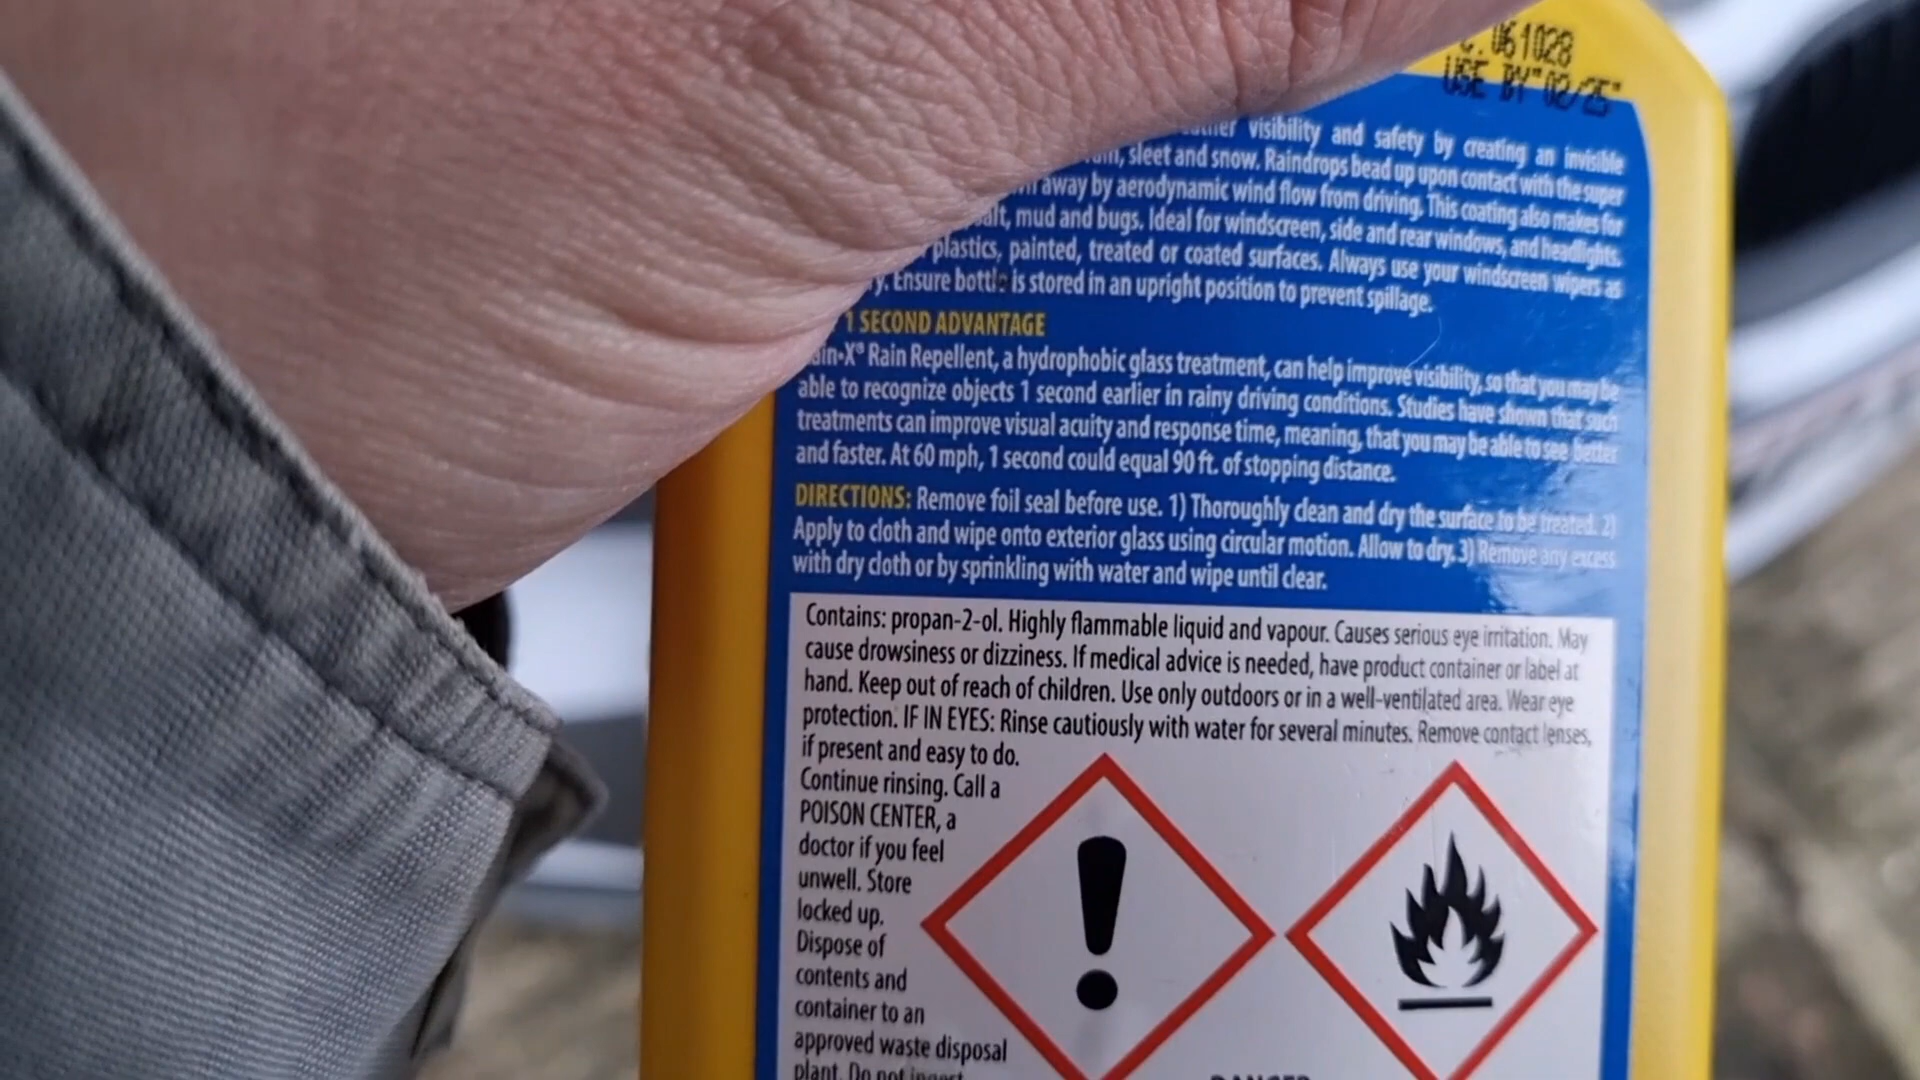 061028
USE BY "02/25"
visibility and safety by creating an invisible
sleet and snow. Raindrops bead up upon contact with the super
away by aerodynamic wind flow from driving. This coating also makes for
mud and bugs. Ideal for windscreen, side and rear windows, and headlights.
plastics, painted, treated or coated surfaces. Always use your windscreen wipers as
Ensure bottle is stored in an upright position to prevent spillage.
1 SECOND ADVANTAGE
ain-X® Rain Repellent, a hydrophobic glass treatment, can help improve visibility, so that you may be
able to recognize objects 1 second earlier in rainy driving conditions. Studies have shown that such
treatments can improve visual acuity and response time, meaning, that you may be able to see better
and faster. At 60 mph, 1 second could equal 90 ft. of stopping distance.
DIRECTIONS: Remove foil seal before use. 1) Thoroughly clean and dry the surface to be treated. 2)
Apply to cloth and wipe onto exterior glass using circular motion. Allow to dry. 3) Remove any excess
with dry cloth or by sprinkling with water and wipe until clear.
Contains: propan-2-ol. Highly flammable liquid and vapour. Causes serious eye irritation. May
cause drowsiness or dizziness. If medical advice is needed, have product container or label at
hand. Keep out of reach of children. Use only outdoors or in a well-ventilated area. Wear eye
protection. IF IN EYES: Rinse cautiously with water for several minutes. Remove contact lenses,
if present and easy to do.
Continue rinsing. Call a
POISON CENTER, a
doctor if you feel
unwell. Store
locked up.
Dispose of
contents and
container to an
approved waste disposal
plant. Do not ingest.
DANGER